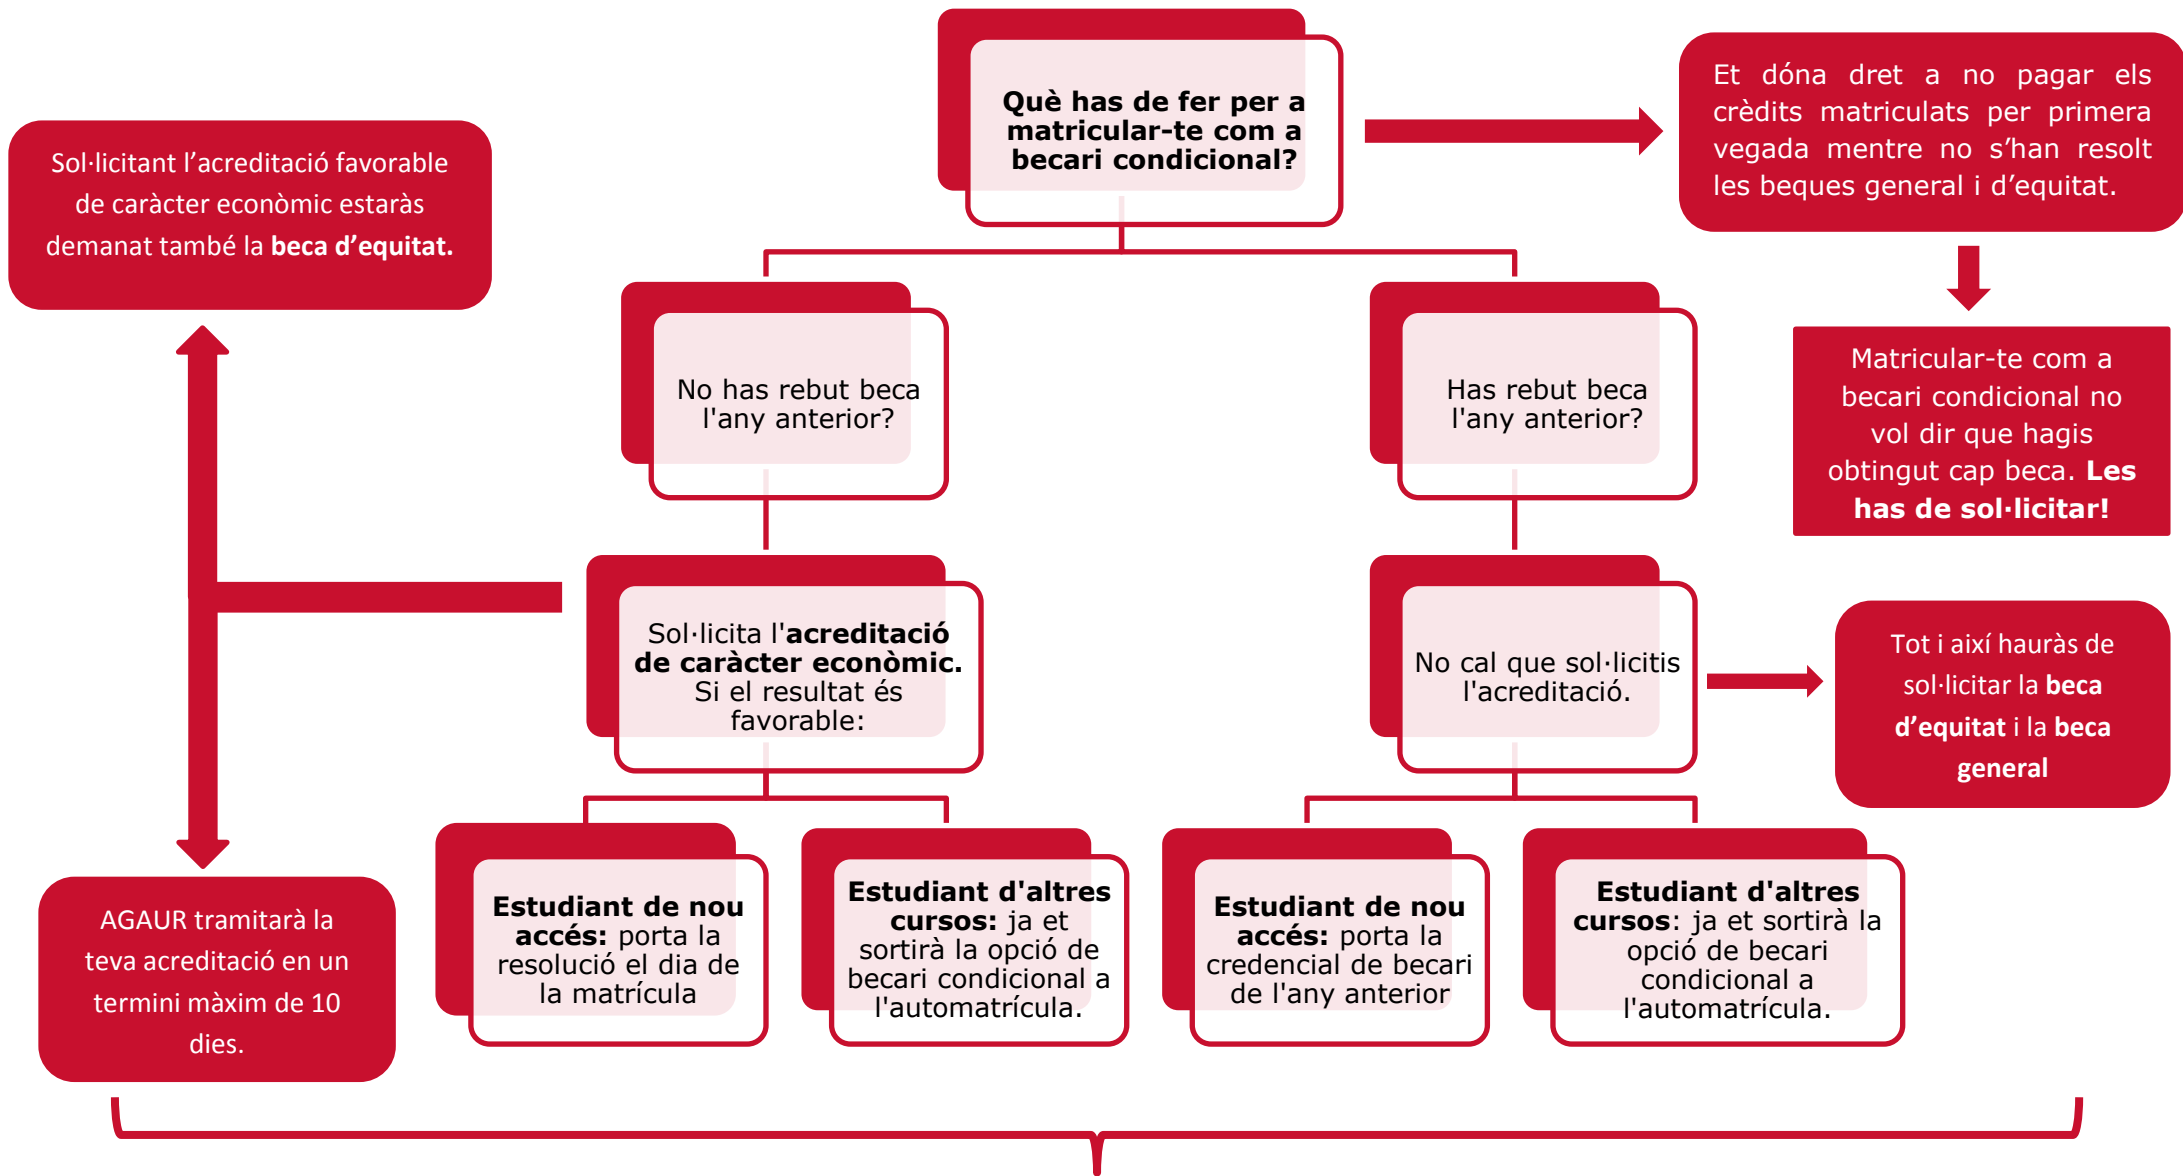 Què has de fer per a
matricular-te com a
becari condicional?
Et dóna dret a no pagar els
crèdits matriculats per primera
vegada mentre no s’han resolt
les beques general i d’equitat.
Sol·licitant l’acreditació favorable
de caràcter econòmic estaràs
demanat també la beca d’equitat.
Matricular-te com a
becari condicional no
vol dir que hagis
obtingut cap beca. Les
has de sol·licitar!
No has rebut beca
l'any anterior?
Has rebut beca
l'any anterior?
Sol·licita l'acreditació
de caràcter econòmic.
Si el resultat és
favorable:
No cal que sol·licitis
l'acreditació.
Tot i així hauràs de
sol·licitar la beca
d’equitat i la beca
general
AGAUR tramitarà la
teva acreditació en un
termini màxim de 10
dies.
Estudiant de nou
accés: porta la
resolució el dia de
la matrícula
Estudiant d'altres
cursos: ja et
sortirà la opció de
becari condicional a
l'automatrícula.
Estudiant de nou
accés: porta la
credencial de becari
de l'any anterior
Estudiant d'altres
cursos: ja et sortirà la
opció de becari
condicional a
l'automatrícula.